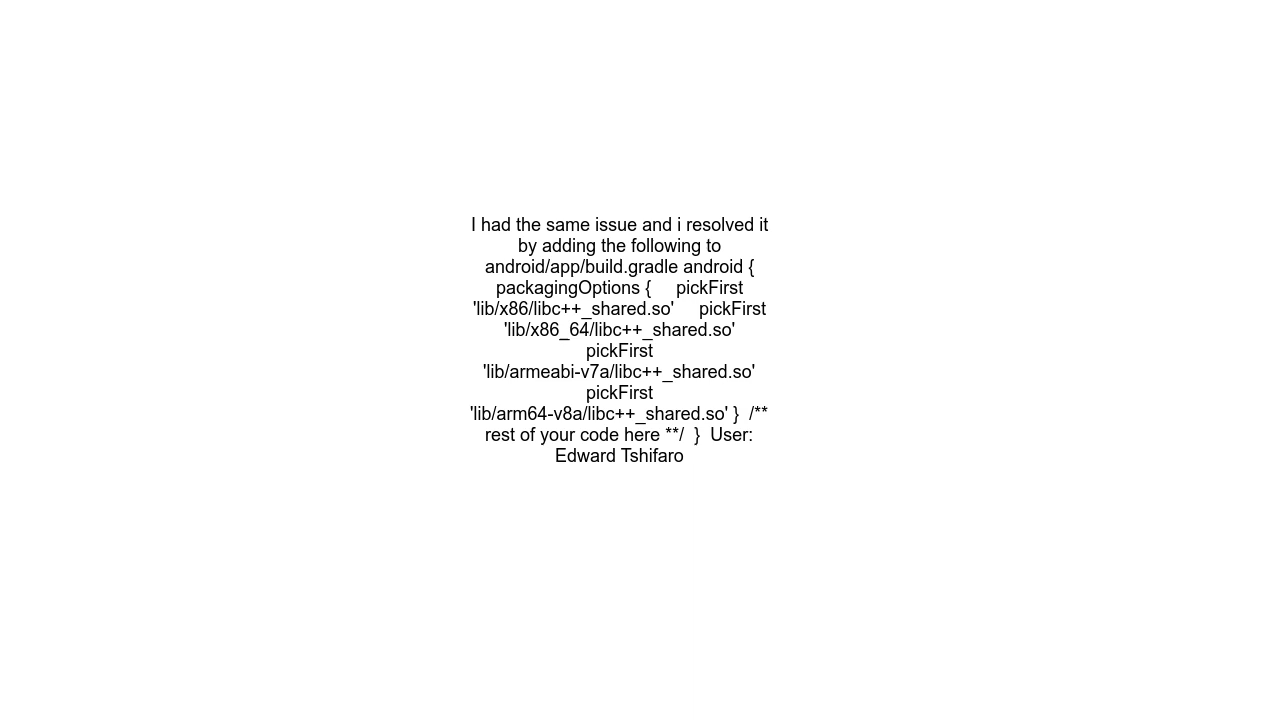 I had the same issue and i resolved it
by adding the following to
android/app/build.gradle android {
packagingOptions {     pickFirst
'lib/x86/libc++_shared.so'     pickFirst
'lib/x86_64/libc++_shared.so'
pickFirst
'lib/armeabi-v7a/libc++_shared.so'
pickFirst
'lib/arm64-v8a/libc++_shared.so' }  /**
rest of your code here **/  }  User:
Edward Tshifaro